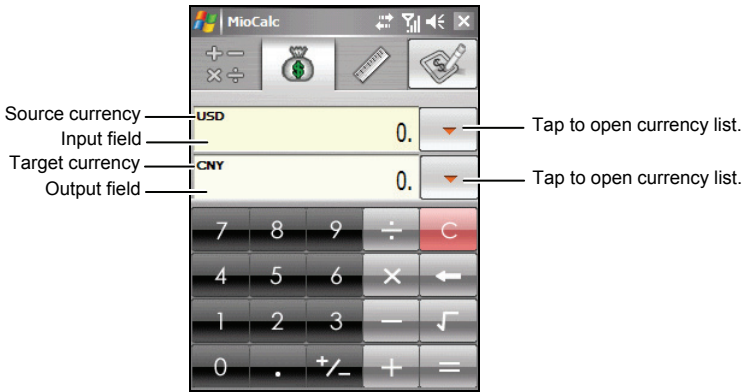 MioCalc
Source currency
USD
Input field
0.
Tap to open currency list.
Target currency
CNY
Output field
0.
Tap to open currency list.
7 8 9 ÷ C
4 5 6 × ←
1 2 3 − √
0 . +/− + =